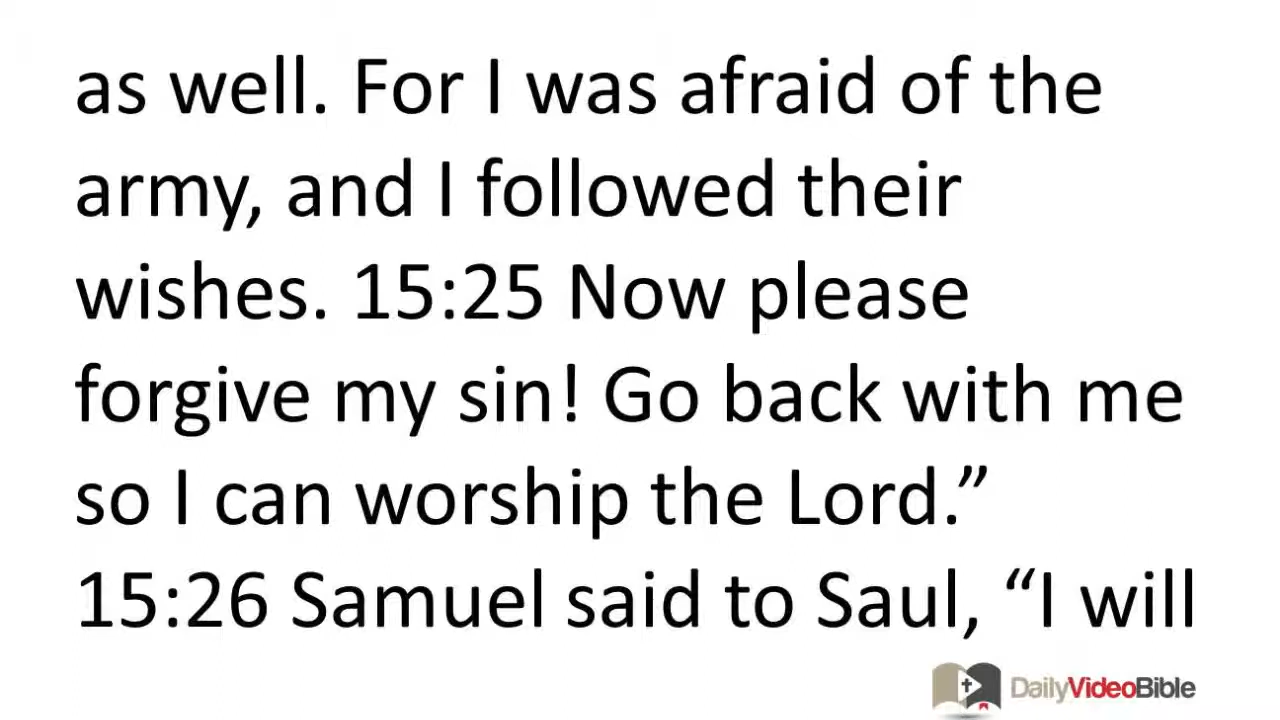 as well. For I was afraid of the
army, and I followed their
wishes. 15:25 Now please
forgive my sin! Go back with me
so I can worship the Lord.”
15:26 Samuel said to Saul, “I will
DailyVideoBible